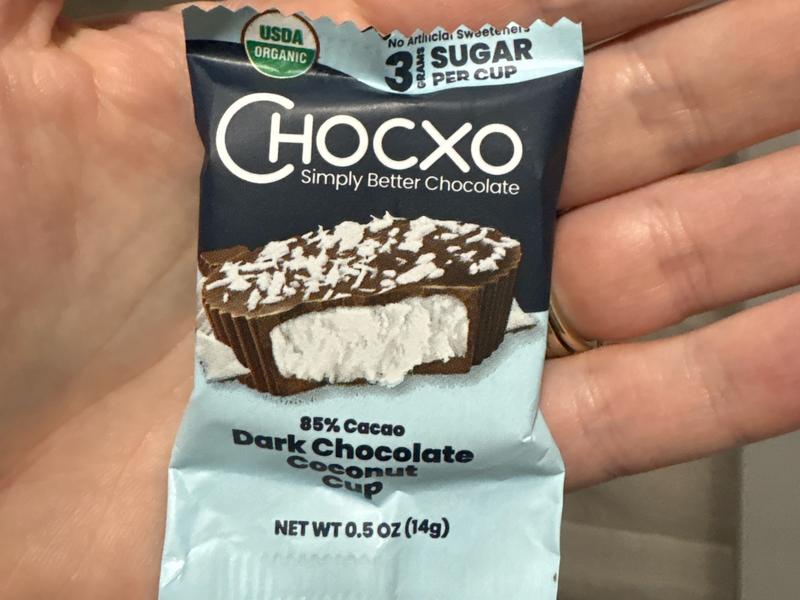 USDA
ORGANIC
No Artificial Sweeteners
3 GRAMS SUGAR
PER CUP
CHOCXO
Simply Better Chocolate
85% Cacao
Dark Chocolate
Coconut
Cup
NET WT 0.5 OZ (14g)